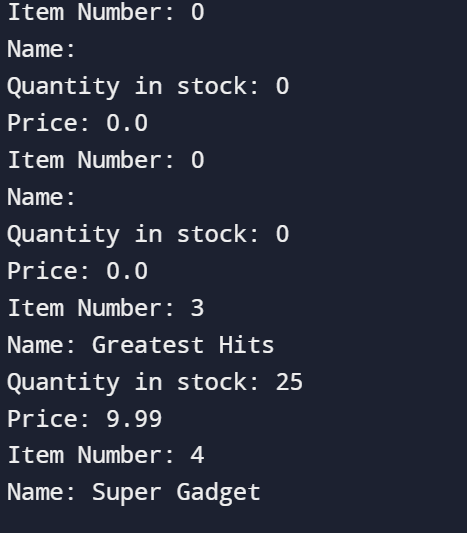 Item Number: 0
Name:
Quantity in stock: 0
Price: 0.0
Item Number: 0
Name:
Quantity in stock: 0
Price: 0.0
Item Number: 3
Name: Greatest Hits
Quantity in stock: 25
Price: 9.99
Item Number: 4
Name: Super Gadget